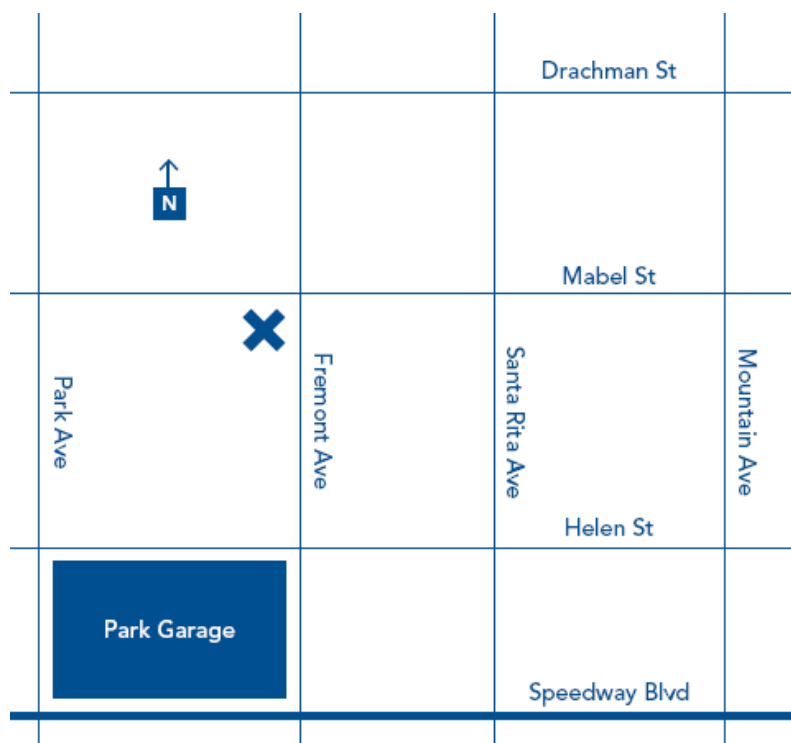 Drachman St
N
Mabel St
Park Ave
Fremont Ave
Santa Rita Ave
Mountain Ave
Helen St
Park Garage
Speedway Blvd